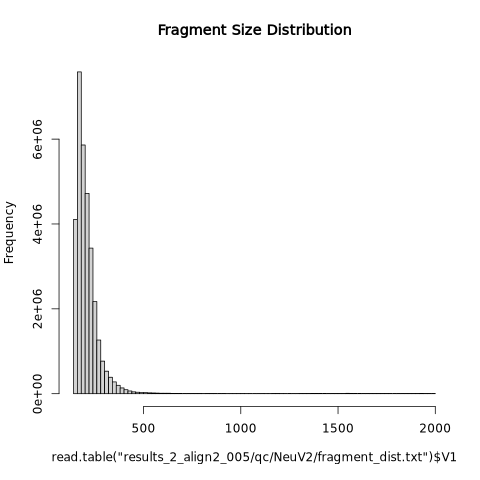 Fragment Size Distribution
Frequency
6e+06
4e+06
2e+06
0e+00
500
1000
1500
2000
read.table("results_2_align2_005/qc/NeuV2/fragment_dist.txt")$V1